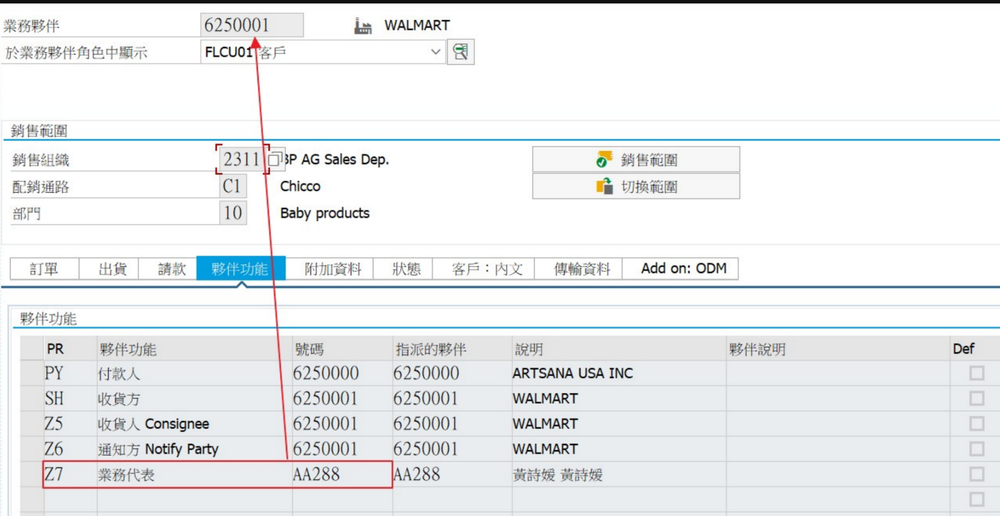 業務夥伴 6250001 WALMART
於業務夥伴角色中顯示 FLCU01 客戶
銷售範圍
銷售組織 2311 BP AG Sales Dep. 銷售範圍
配銷通路 C1 Chicco 切換範圍
部門 10 Baby products
訂單 出貨 請款 夥伴功能 附加資料 狀態 客戶：內文 傳輸資料 Add on: ODM
夥伴功能
PR 夥伴功能 號碼 指派的夥伴 說明 夥伴說明 Def
PY 付款人 6250000 6250000 ARTSANA USA INC
SH 收貨方 6250001 6250001 WALMART
Z5 收貨人 Consignee 6250001 6250001 WALMART
Z6 通知方 Notify Party 6250001 6250001 WALMART
Z7 業務代表 AA288 AA288 黃詩媛 黃詩媛